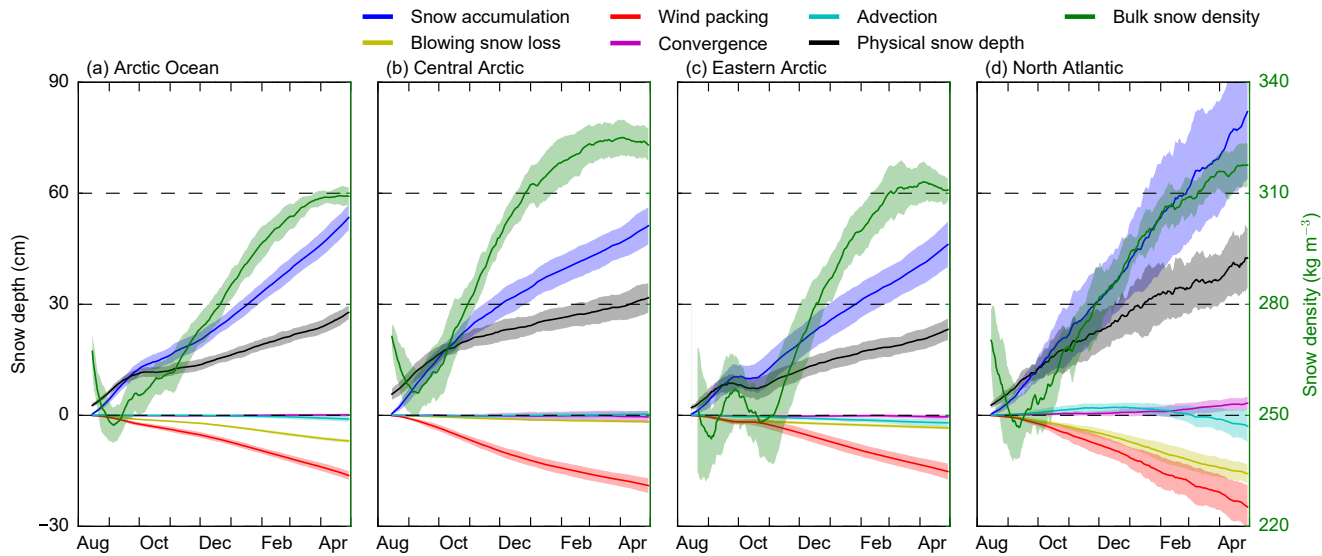 Snow accumulation Wind packing Advection Bulk snow density
Blowing snow loss Convergence Physical snow depth
(a) Arctic Ocean (b) Central Arctic (c) Eastern Arctic (d) North Atlantic
90 340
60 310
30 280
0 250
−30 220
Snow depth (cm)
Snow density (kg m⁻³)
Aug Oct Dec Feb Apr Aug Oct Dec Feb Apr Aug Oct Dec Feb Apr Aug Oct Dec Feb Apr